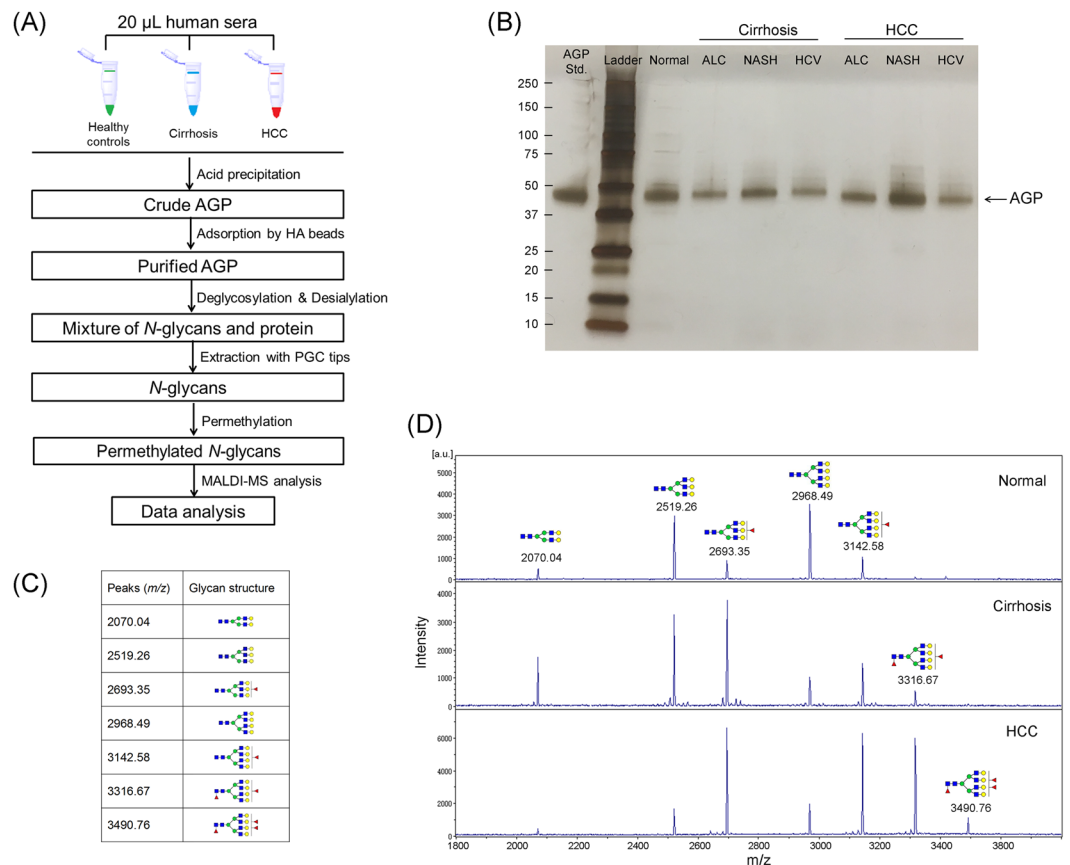 (A)
20 µL human sera
Healthy
controls
Cirrhosis
HCC
Acid precipitation
Crude AGP
Adsorption by HA beads
Purified AGP
Deglycosylation & Desialylation
Mixture of N-glycans and protein
Extraction with PGC tips
N-glycans
Permethylation
Permethylated N-glycans
MALDI-MS analysis
Data analysis
(B)
Cirrhosis
HCC
AGP
Std.
Ladder
Normal
ALC
NASH
HCV
ALC
NASH
HCV
250
150
100
75
50
37
25
20
15
10
AGP
(C)
Peaks (m/z)
Glycan structure
2070.04
2519.26
2693.35
2968.49
3142.58
3316.67
3490.76
(D)
[a.u.]
Intensity
5000
4000
3000
2000
1000
0
2070.04
2519.26
2693.35
2968.49
3142.58
Normal
4000
3000
2000
1000
0
Cirrhosis
3316.67
6000
4000
2000
0
HCC
3490.76
1800
2000
2200
2400
2600
2800
3000
3200
3400
3600
3800
m/z